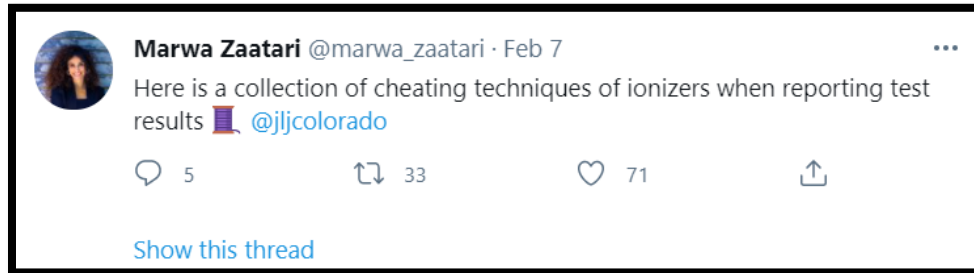 Marwa Zaatari @marwa_zaatari · Feb 7
Here is a collection of cheating techniques of ionizers when reporting test
results 🧵 @jljcolorado
5 33 71
Show this thread